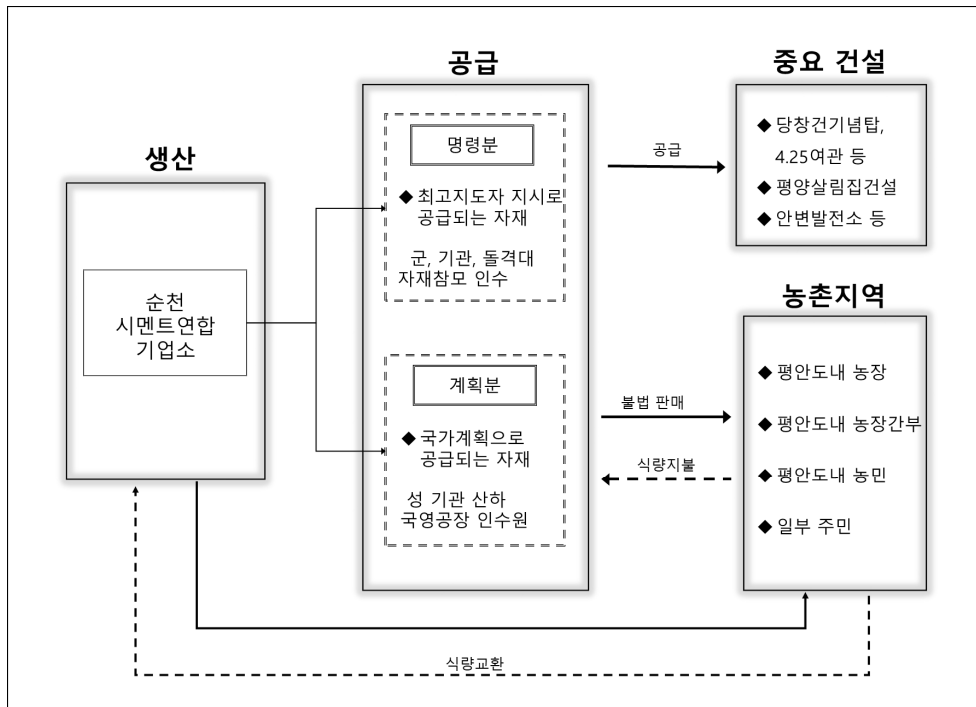 생산
순천
시멘트연합
기업소
공급
명령분
◆ 최고지도자 지시로
공급되는 자재
군, 기관, 돌격대
자재참모 인수
계획분
◆ 국가계획으로
공급되는 자재
성 기관 산하
국영공장 인수원
공급
불법 판매
식량지불
중요 건설
◆ 당창건기념탑,
4.25여관 등
◆ 평양살림집건설
◆ 안변발전소 등
농촌지역
◆ 평안도내 농장
◆ 평안도내 농장간부
◆ 평안도내 농민
◆ 일부 주민
식량교환